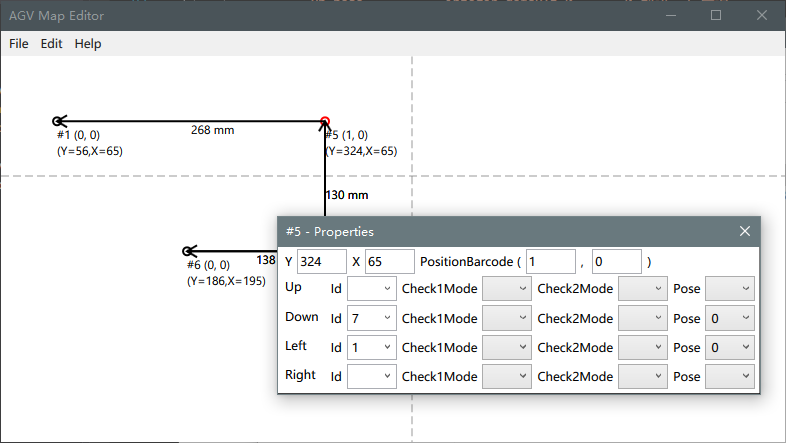 AGV Map Editor
File Edit Help
268 mm
#1 (0, 0)
(Y=56,X=65)
#5 (1, 0)
(Y=324,X=65)
130 mm
138
#6 (0, 0)
(Y=186,X=195)
#5 - Properties
Y 324 X 65 PositionBarcode ( 1 , 0 )
Up Id Check1Mode Check2Mode Pose
Down Id 7 Check1Mode Check2Mode Pose 0
Left Id 1 Check1Mode Check2Mode Pose 0
Right Id Check1Mode Check2Mode Pose